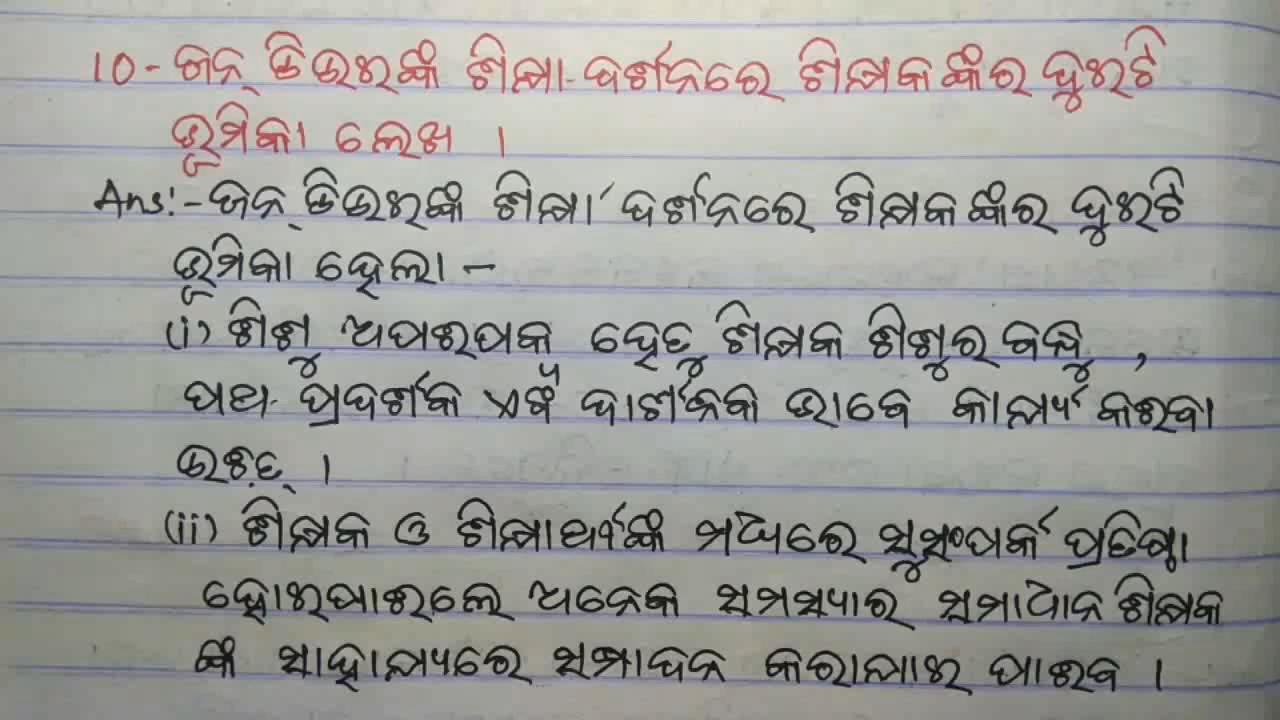 10- ଜନ୍ ଡିଉଇଙ୍କ ଶିକ୍ଷା-ଦର୍ଶନରେ ଶିକ୍ଷକଙ୍କର ଦୁଇଟି
ଭୂମିକା ଲେଖ ।
Ans:- ଜନ୍ ଡିଉଇଙ୍କ ଶିକ୍ଷା ଦର୍ଶନରେ ଶିକ୍ଷକଙ୍କର ଦୁଇଟି
ଭୂମିକା ହେଲା –
(i) ଶିଶୁ ଅପରିପକ୍ୱ ହେତୁ ଶିକ୍ଷକ ଶିଶୁର ବନ୍ଧୁ ,
ପଥ-ପ୍ରଦର୍ଶକ ଏବଂ ଦାର୍ଶନିକ ଭାବେ କାର୍ଯ୍ୟ କରିବା
ଉଚିତ୍ ।
(ii) ଶିକ୍ଷକ ଓ ଶିକ୍ଷାର୍ଥୀଙ୍କ ମଧ୍ୟରେ ସୁସଂପର୍କ ପ୍ରତିଷ୍ଠା
ହୋଇପାରିଲେ ଅନେକ ସମସ୍ୟାର ସମାଧାନ ଶିକ୍ଷକ
ଙ୍କ ସାହାଯ୍ୟରେ ସମ୍ପାଦନ କରାଯାଇ ପାରିବ ।